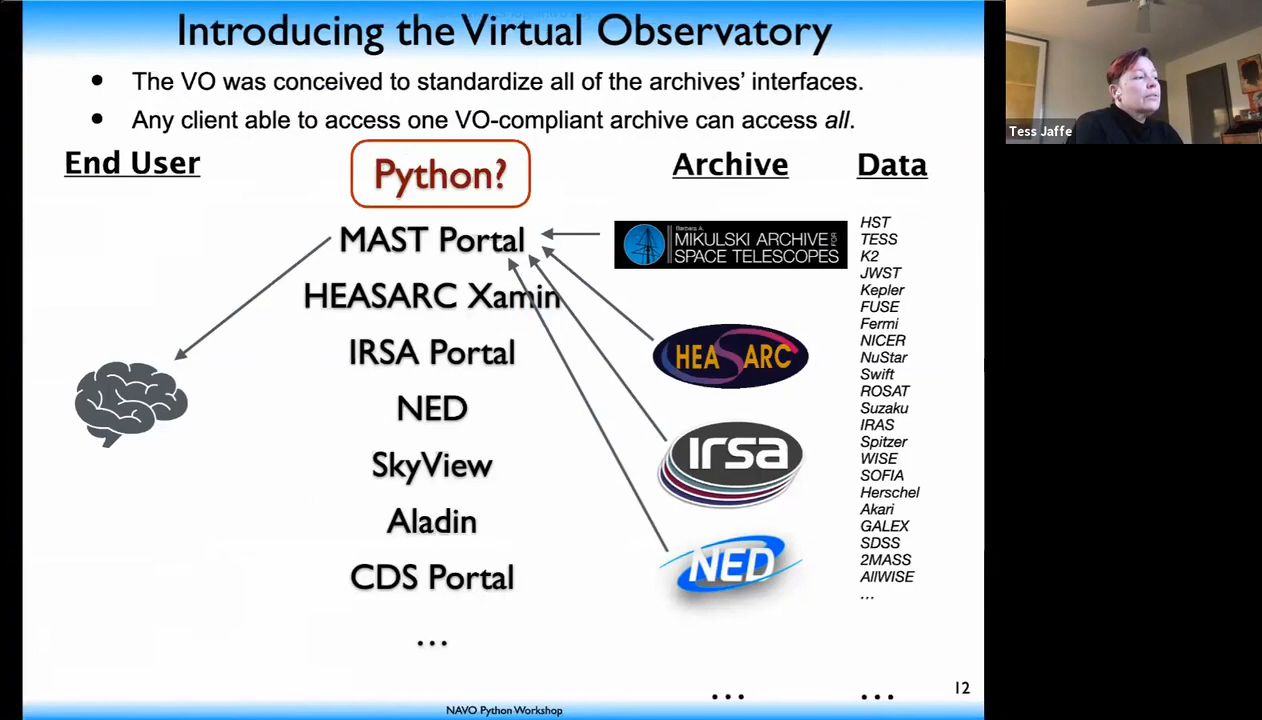 Introducing the Virtual Observatory
• The VO was conceived to standardize all of the archives' interfaces.
• Any client able to access one VO-compliant archive can access all.
End User
Python?
Archive
Data
MAST Portal
HEASARC Xamin
IRSA Portal
NED
SkyView
Aladin
CDS Portal
...
Barbara A.
MIKULSKI ARCHIVE FOR
SPACE TELESCOPES
HEASARC
irsa
NED
...
HST
TESS
K2
JWST
Kepler
FUSE
Fermi
NICER
NuStar
Swift
ROSAT
Suzaku
IRAS
Spitzer
WISE
SOFIA
Herschel
Akari
GALEX
SDSS
2MASS
AllWISE
...
...
12
NAVO Python Workshop
Tess Jaffe